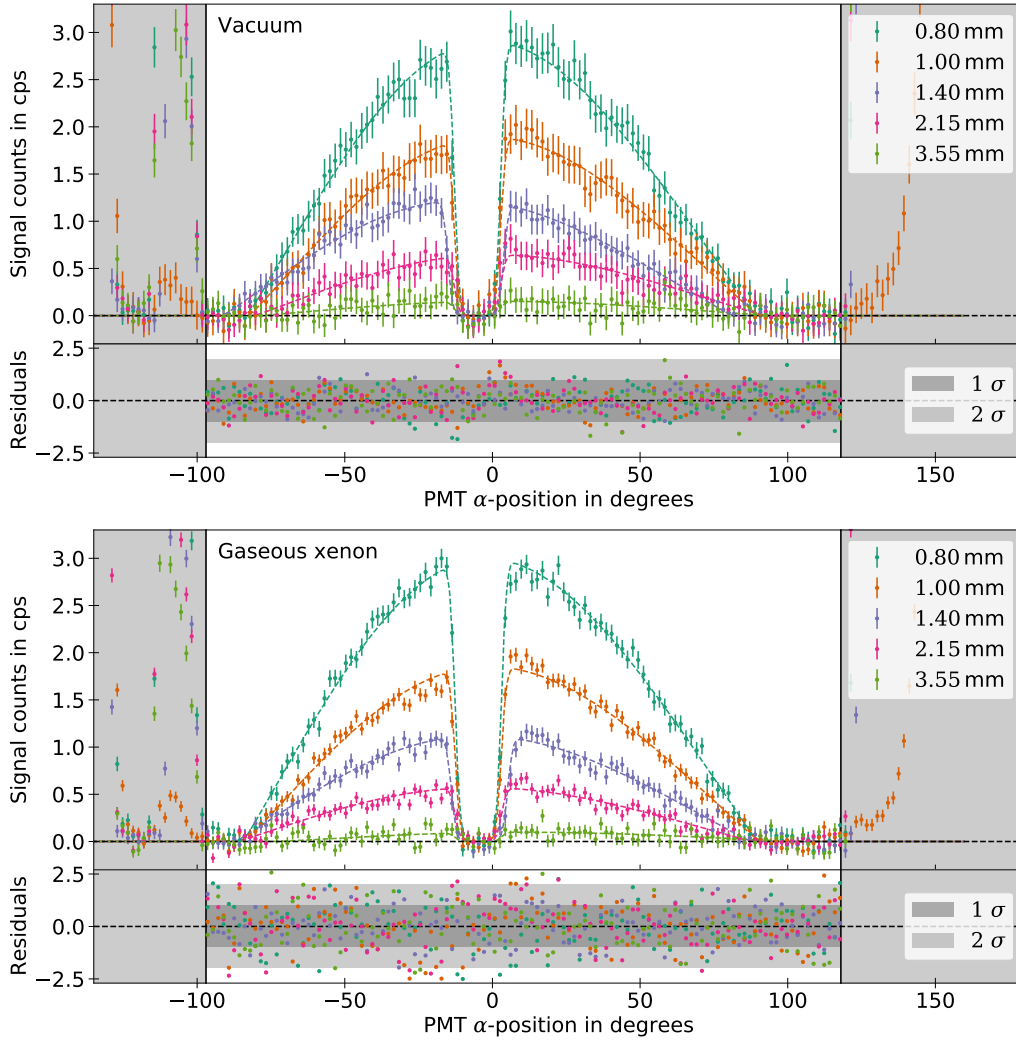 Vacuum
Signal counts in cps
3.0
2.5
2.0
1.5
1.0
0.5
0.0
0.80 mm
1.00 mm
1.40 mm
2.15 mm
3.55 mm
Residuals
2.5
0.0
−2.5
1 σ
2 σ
−100
−50
0
50
100
150
PMT α-position in degrees
Gaseous xenon
Signal counts in cps
3.0
2.5
2.0
1.5
1.0
0.5
0.0
0.80 mm
1.00 mm
1.40 mm
2.15 mm
3.55 mm
Residuals
2.5
0.0
−2.5
1 σ
2 σ
−100
−50
0
50
100
150
PMT α-position in degrees